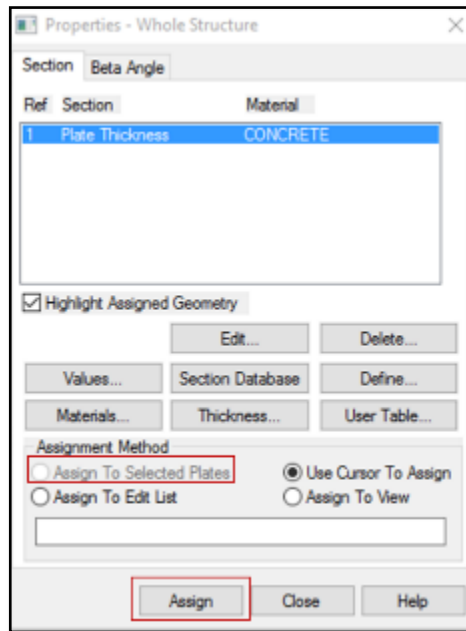 Properties - Whole Structure
Section Beta Angle
Ref Section Material
1 Plate Thickness CONCRETE
Highlight Assigned Geometry
Edit... Delete...
Values... Section Database Define...
Materials... Thickness... User Table...
Assignment Method
Assign To Selected Plates Use Cursor To Assign
Assign To Edit List Assign To View
Assign Close Help